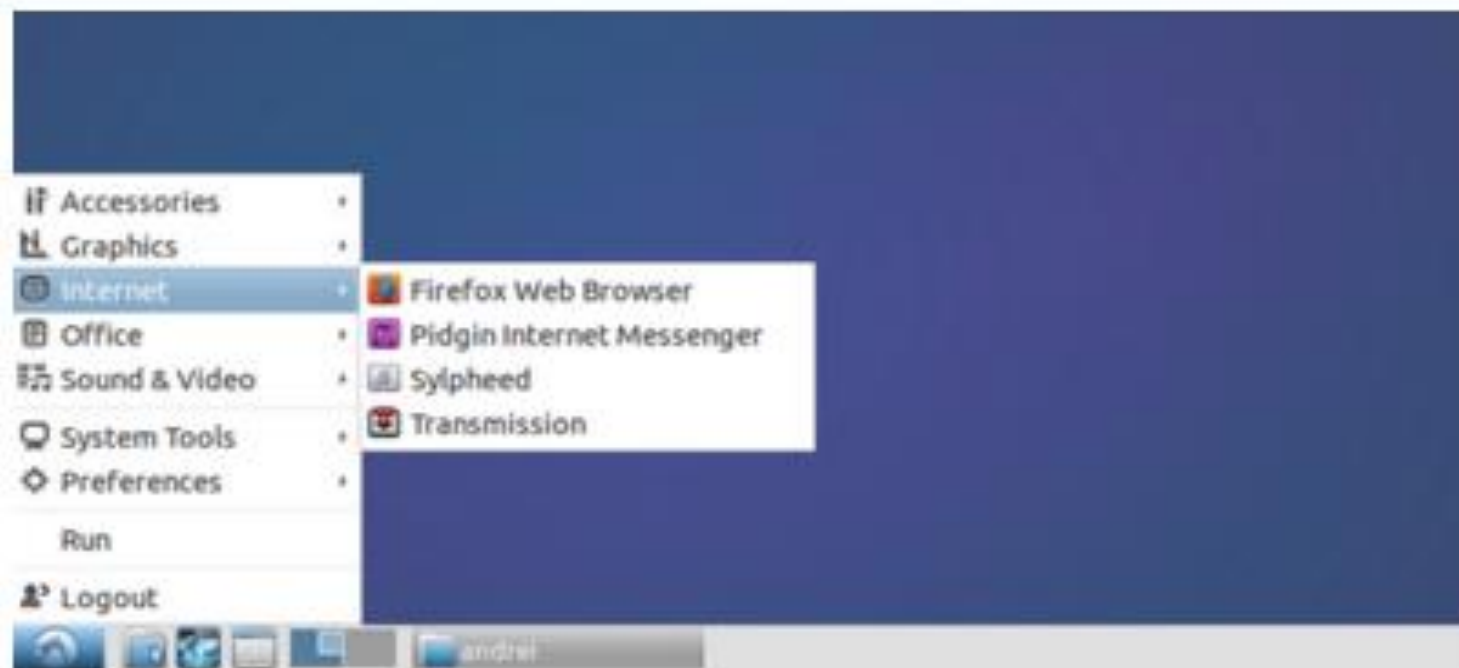 Accessories
Graphics
Internet
Office
Sound & Video
System Tools
Preferences
Run
Logout
Firefox Web Browser
Pidgin Internet Messenger
Sylpheed
Transmission
andrei